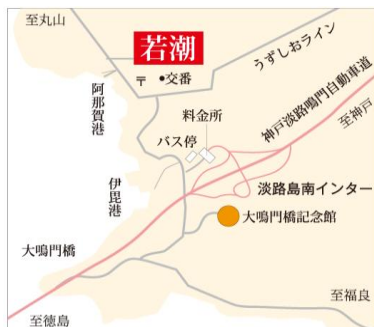 至丸山
若潮
うずしおライン
〒
●交番
阿那賀港
料金所
神戸淡路鳴門自動車道
至神戸
バス停
伊毘港
淡路島南インター
大鳴門橋記念館
大鳴門橋
至福良
至徳島